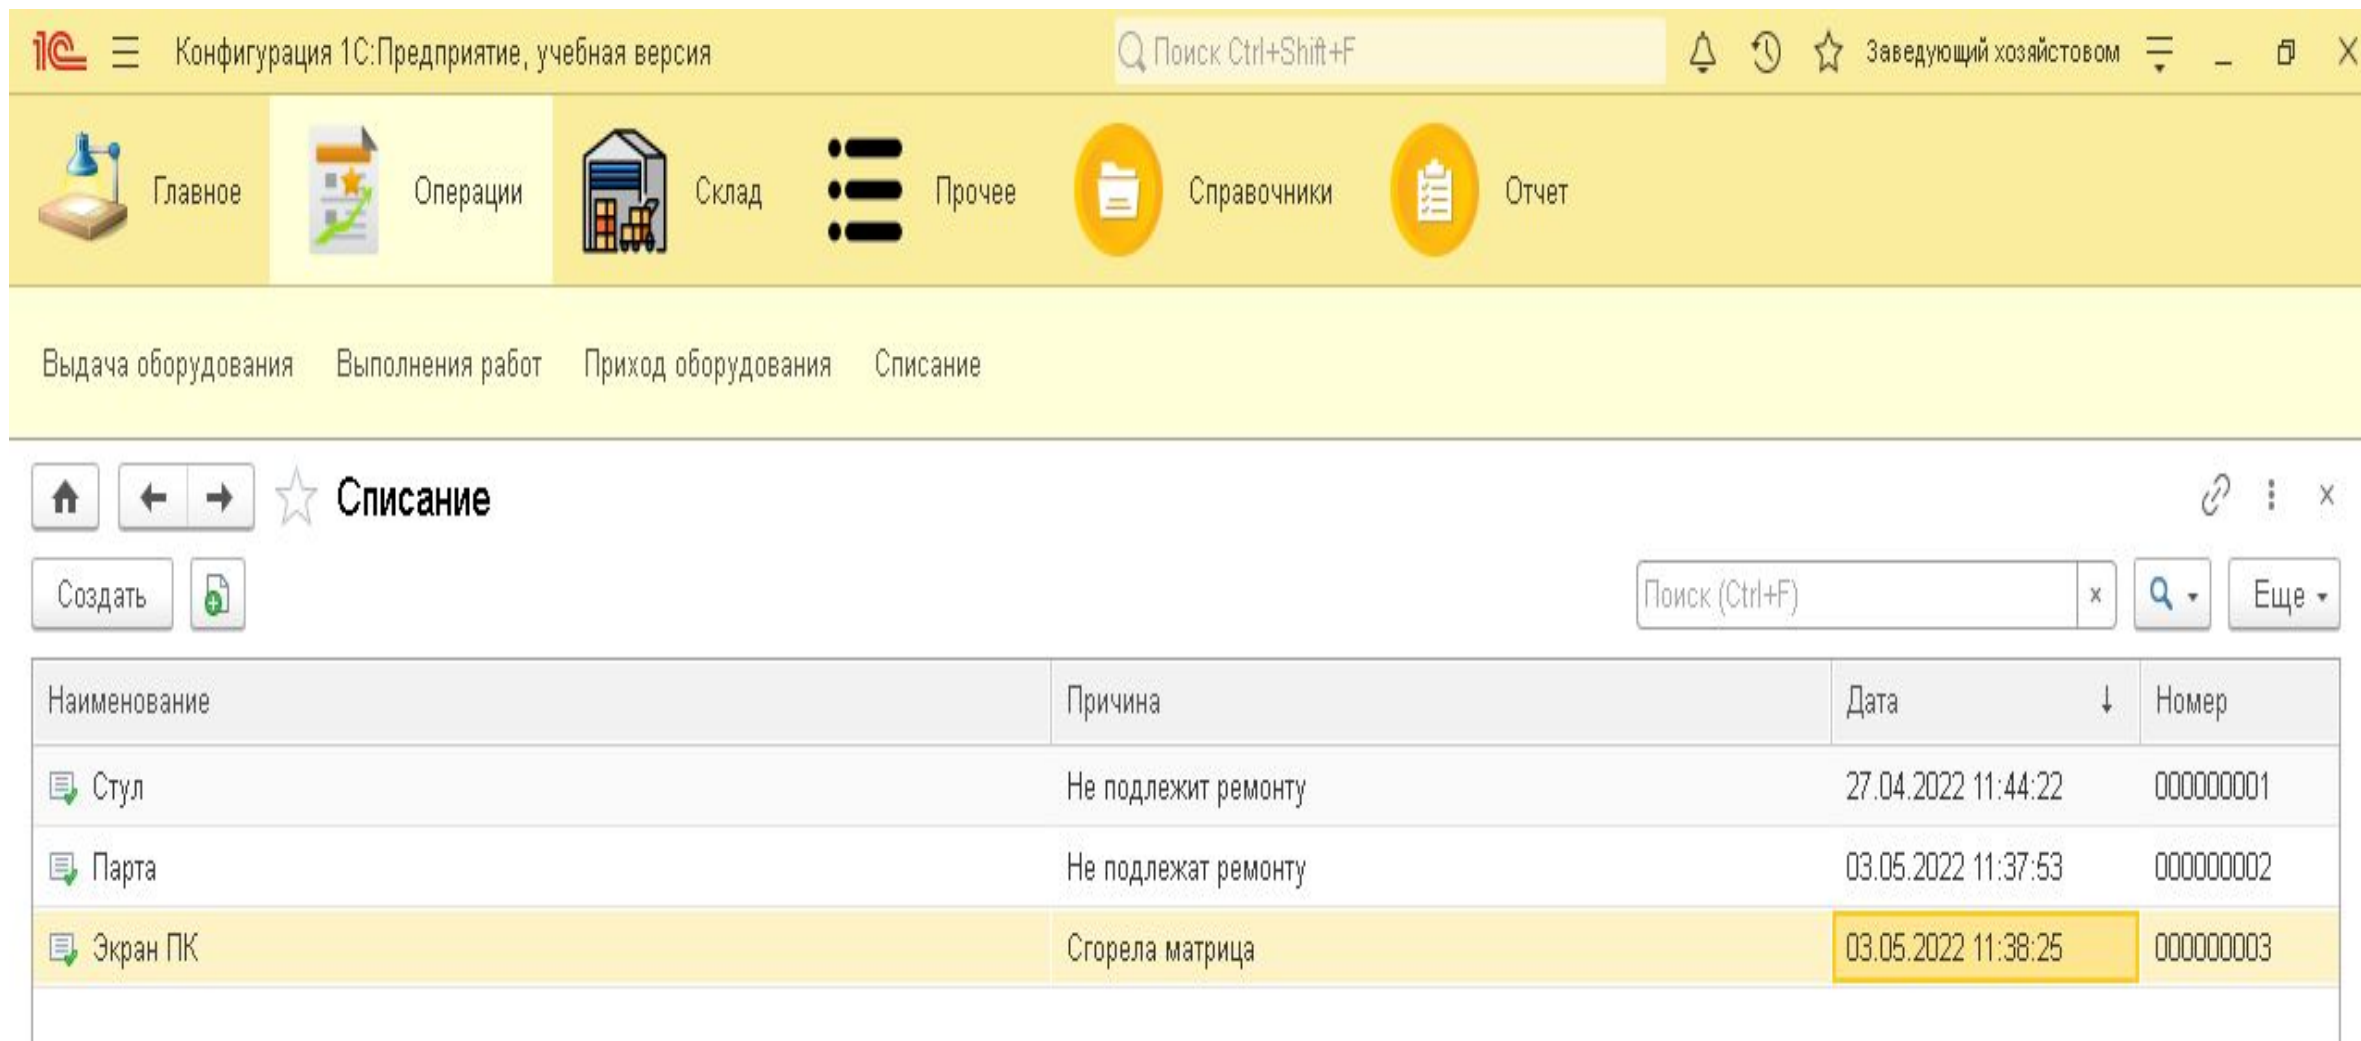 1С Конфигурация 1С:Предприятие, учебная версия Поиск Ctrl+Shift+F Заведующий хозяйством
Главное Операции Склад Прочее Справочники Отчет
Выдача оборудования Выполнения работ Приход оборудования Списание
Списание
Создать Поиск (Ctrl+F) × Еще
Наименование Причина Дата ↓ Номер
Стул Не подлежит ремонту 27.04.2022 11:44:22 000000001
Парта Не подлежат ремонту 03.05.2022 11:37:53 000000002
Экран ПК Сгорела матрица 03.05.2022 11:38:25 000000003